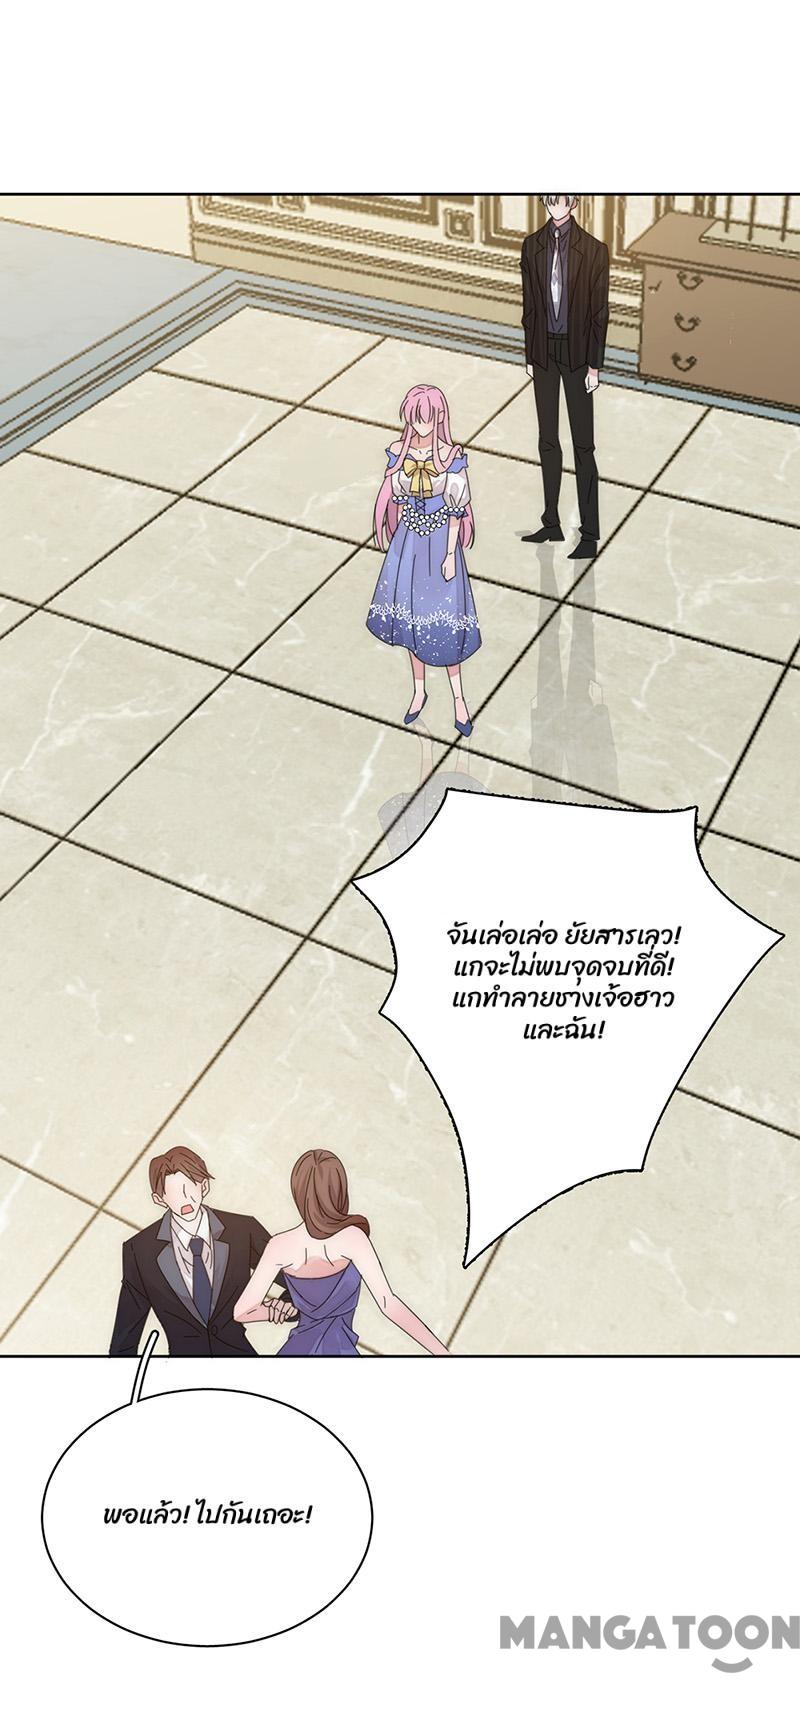 จันเล่อเล่อ ยัยสารเลว!
แกจะไม่พบจุดจบที่ดี!
แกทำลายชางเจ้อฮาว
และฉัน!
พอแล้ว! ไปกันเถอะ!
MANGATOON